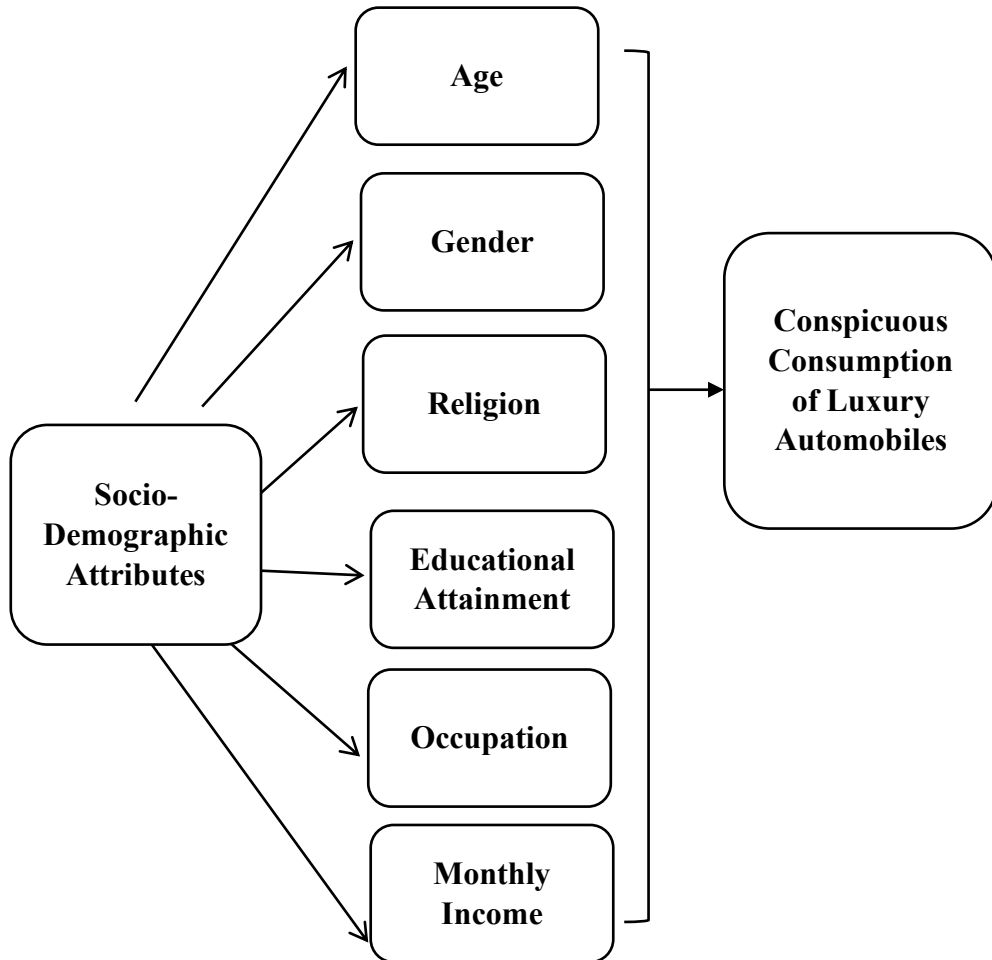 Age
Gender
Religion
Socio-
Demographic
Attributes
Educational
Attainment
Occupation
Monthly
Income
Conspicuous
Consumption
of Luxury
Automobiles